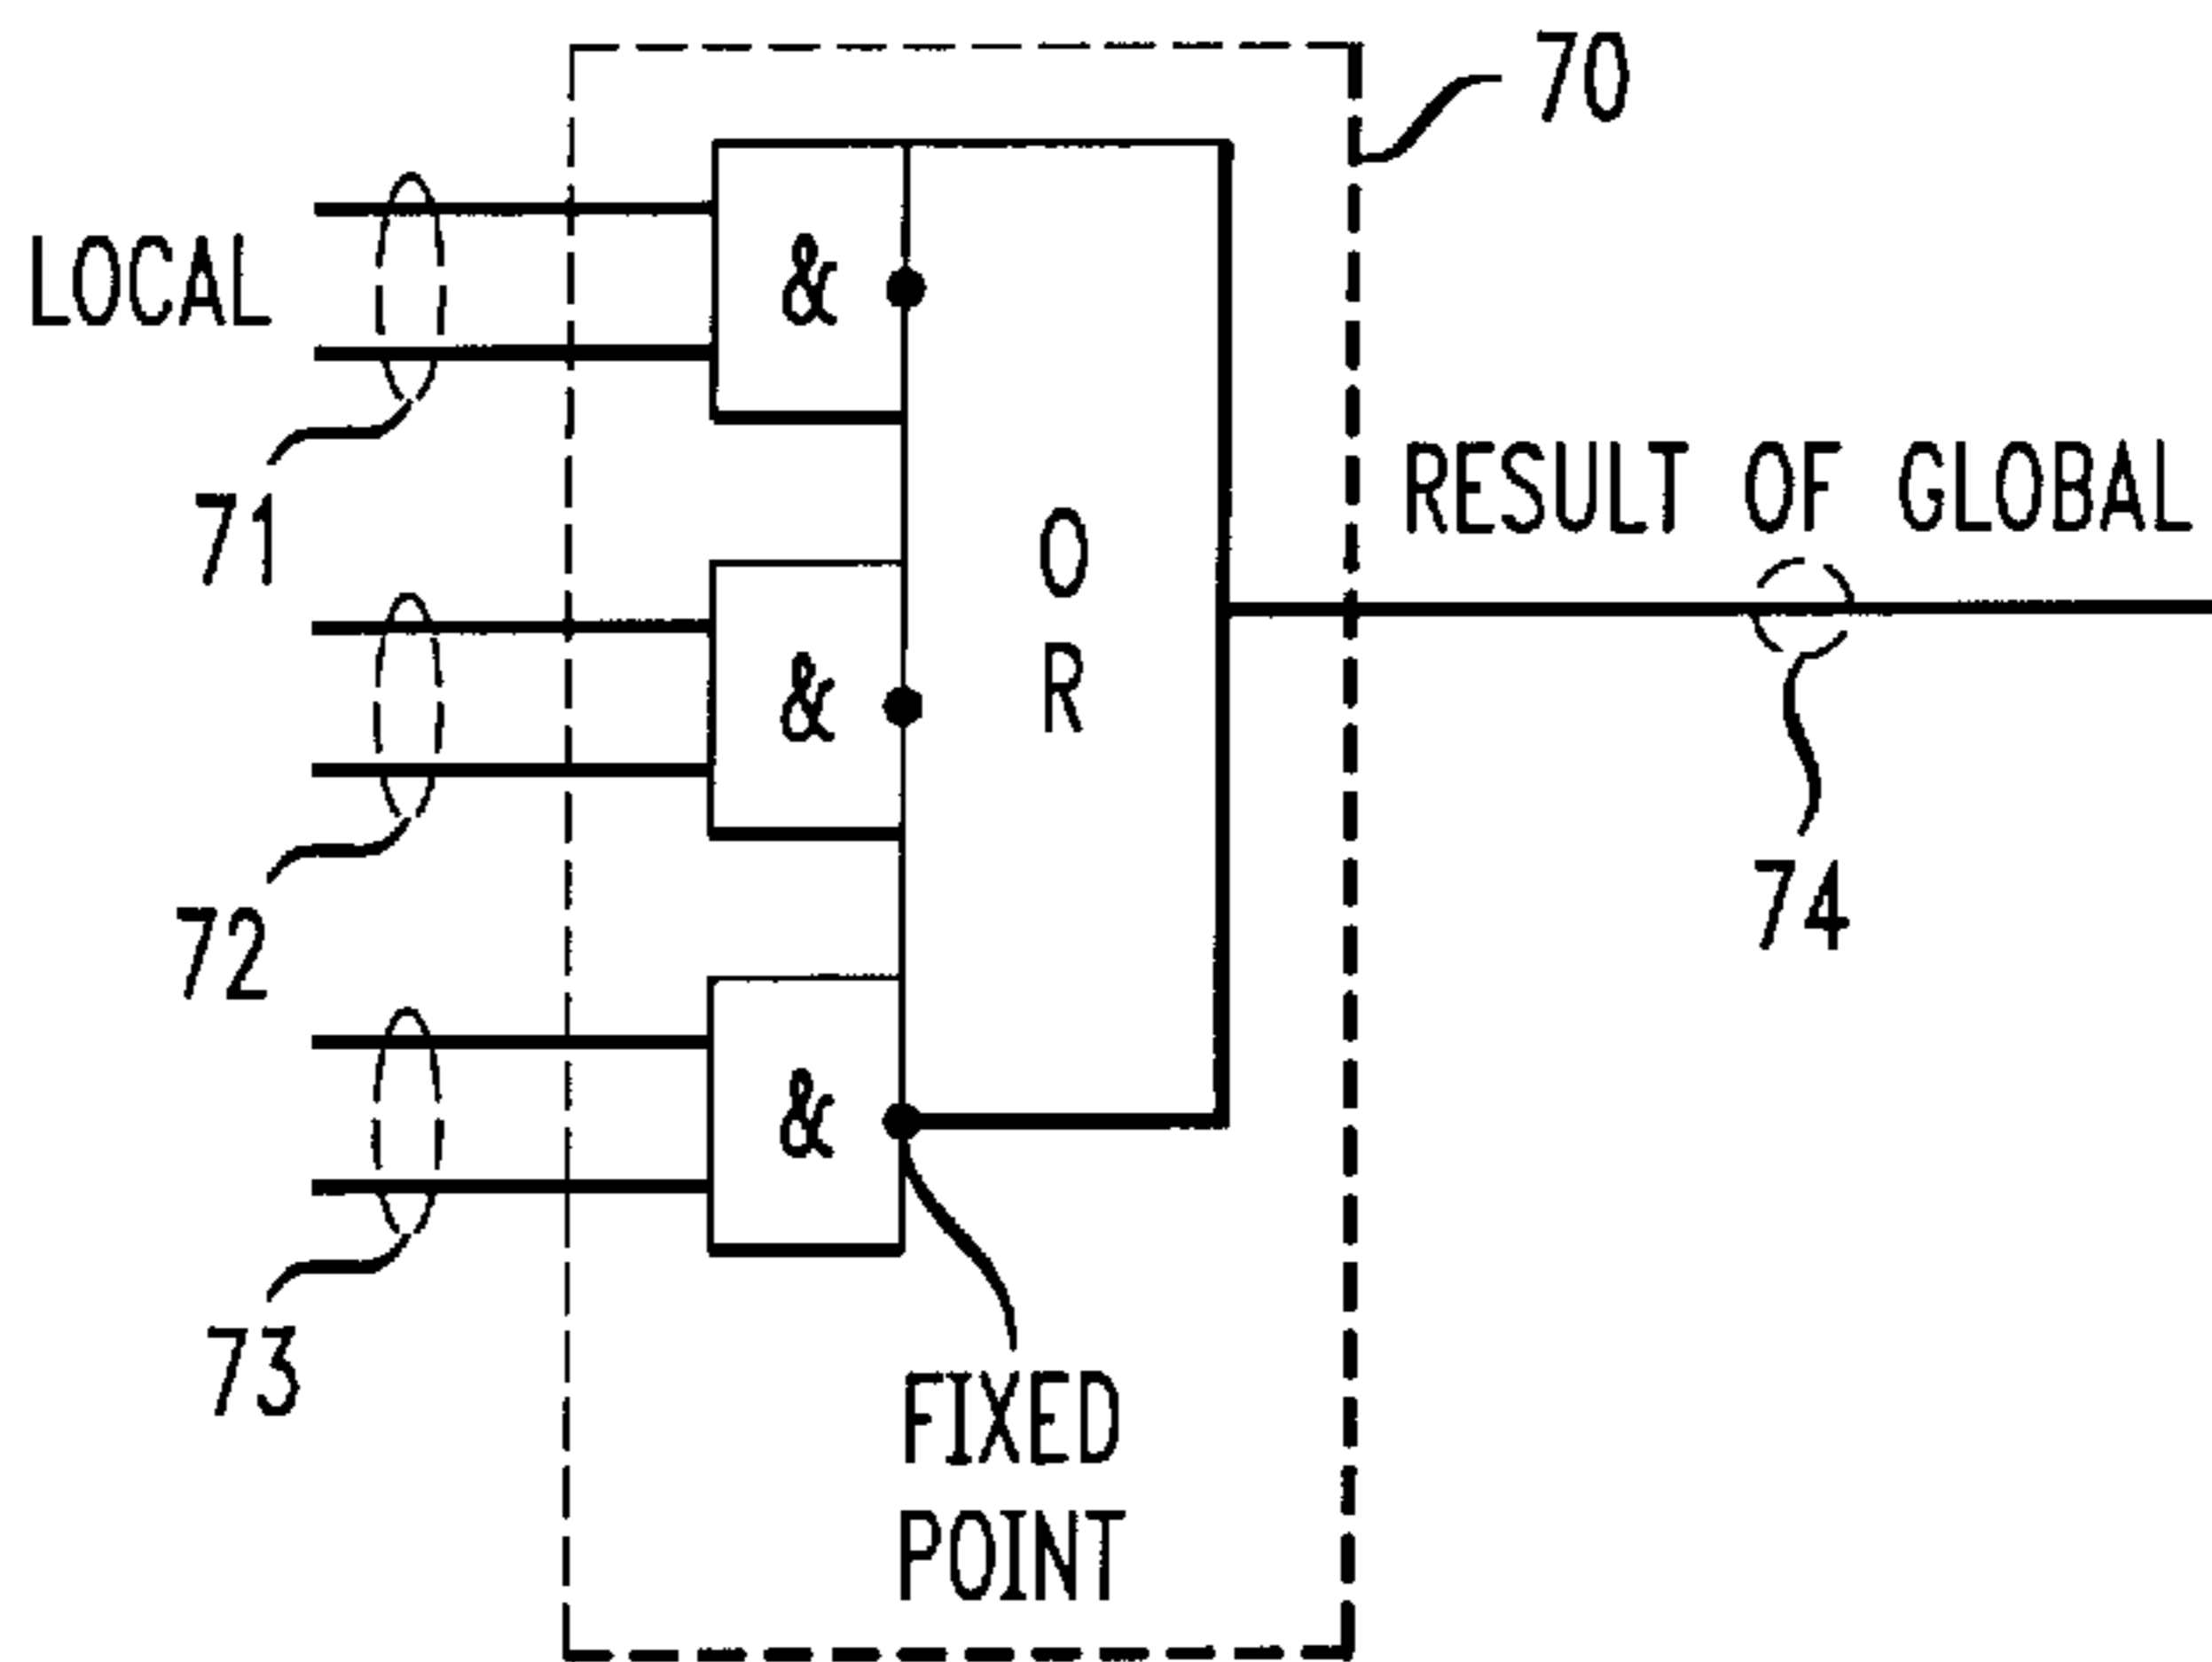 70
LOCAL
&
71
RESULT OF GLOBAL
O
R
&
72
74
&
73
FIXED
POINT